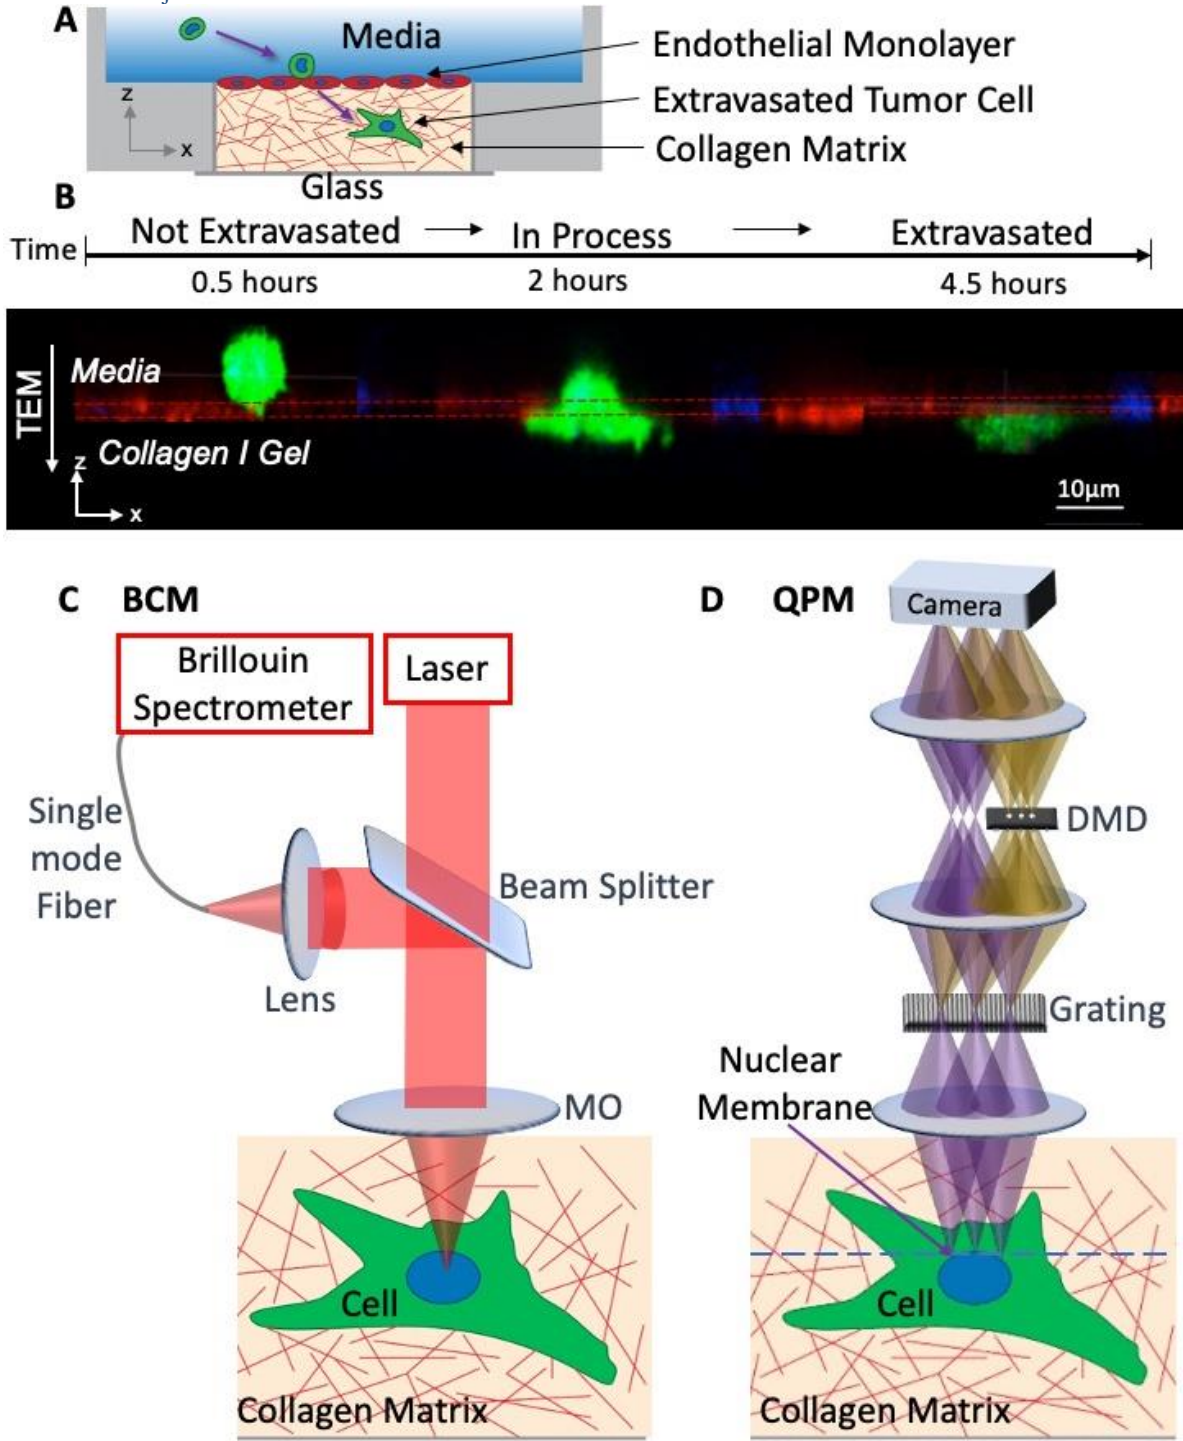 A
Media
Endothelial Monolayer
Extravasated Tumor Cell
Collagen Matrix
z
x
Glass
B
Not Extravasated
In Process
Extravasated
Time
0.5 hours
2 hours
4.5 hours
TEM
Media
Collagen I Gel
z
x
10μm
C BCM
Brillouin
Spectrometer
Laser
Single
mode
Fiber
Beam Splitter
Lens
MO
Cell
Collagen Matrix
D QPM
Camera
DMD
Grating
Nuclear
Membrane
Cell
Collagen Matrix